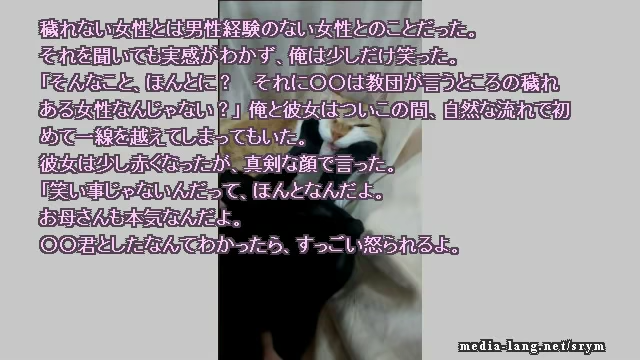 穢れない女性とは男性経験のない女性とのことだった。
それを聞いても実感がわかず、俺は少しだけ笑った。
「そんなこと、ほんとに？　それに〇〇は教団が言うところの穢れ
ある女性なんじゃない？」俺と彼女はついこの間、自然な流れで初
めて一線を越えてしまってもいた。
彼女は少し赤くなったが、真剣な顔で言った。
「笑い事じゃないんだって、ほんとなんだよ。
お母さんも本気なんだよ。
〇〇君としたなんてわかったら、すっごい怒られるよ。
media-lang.net/srym